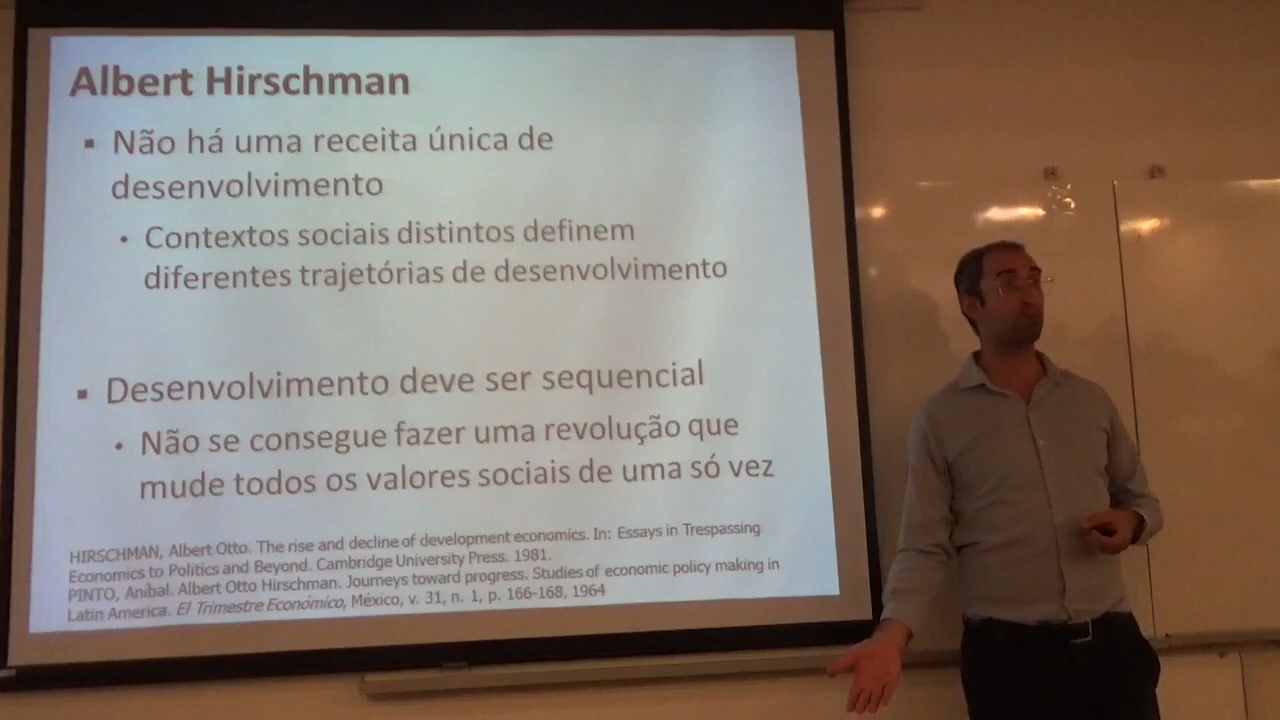 Albert Hirschman
▪ Não há uma receita única de
desenvolvimento
• Contextos sociais distintos definem
diferentes trajetórias de desenvolvimento
▪ Desenvolvimento deve ser sequencial
• Não se consegue fazer uma revolução que
mude todos os valores sociais de uma só vez
HIRSCHMAN, Albert Otto. The rise and decline of development economics. In: Essays in Trespassing
Economics to Politics and Beyond. Cambridge University Press. 1981.
PINTO, Aníbal. Albert Otto Hirschman. Journeys toward progress. Studies of economic policy making in
Latin America. El Trimestre Económico, México, v. 31, n. 1, p. 166-168, 1964